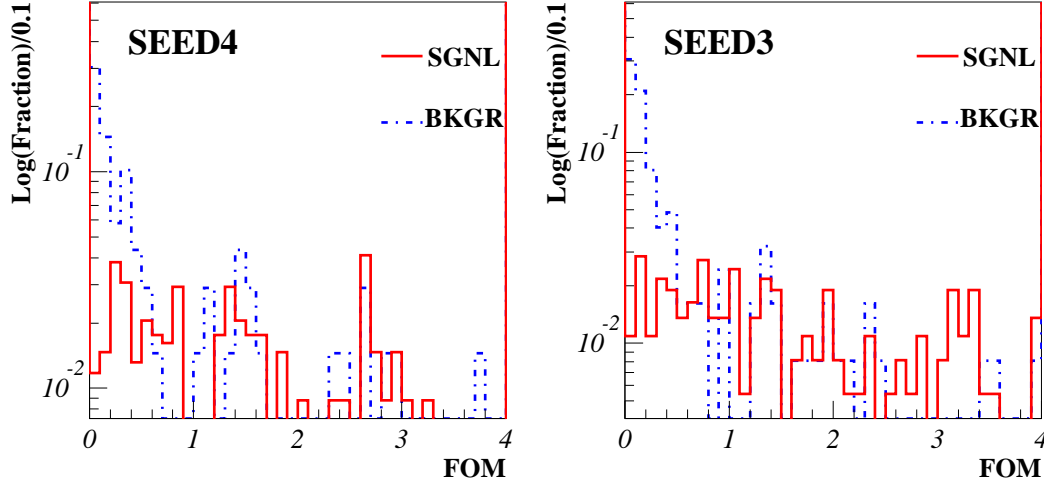 SEED4
SGNL
BKGR
Log(Fraction)/0.1
10^-1
10^-2
0 1 2 3 4
FOM
SEED3
SGNL
BKGR
Log(Fraction)/0.1
10^-1
10^-2
0 1 2 3 4
FOM